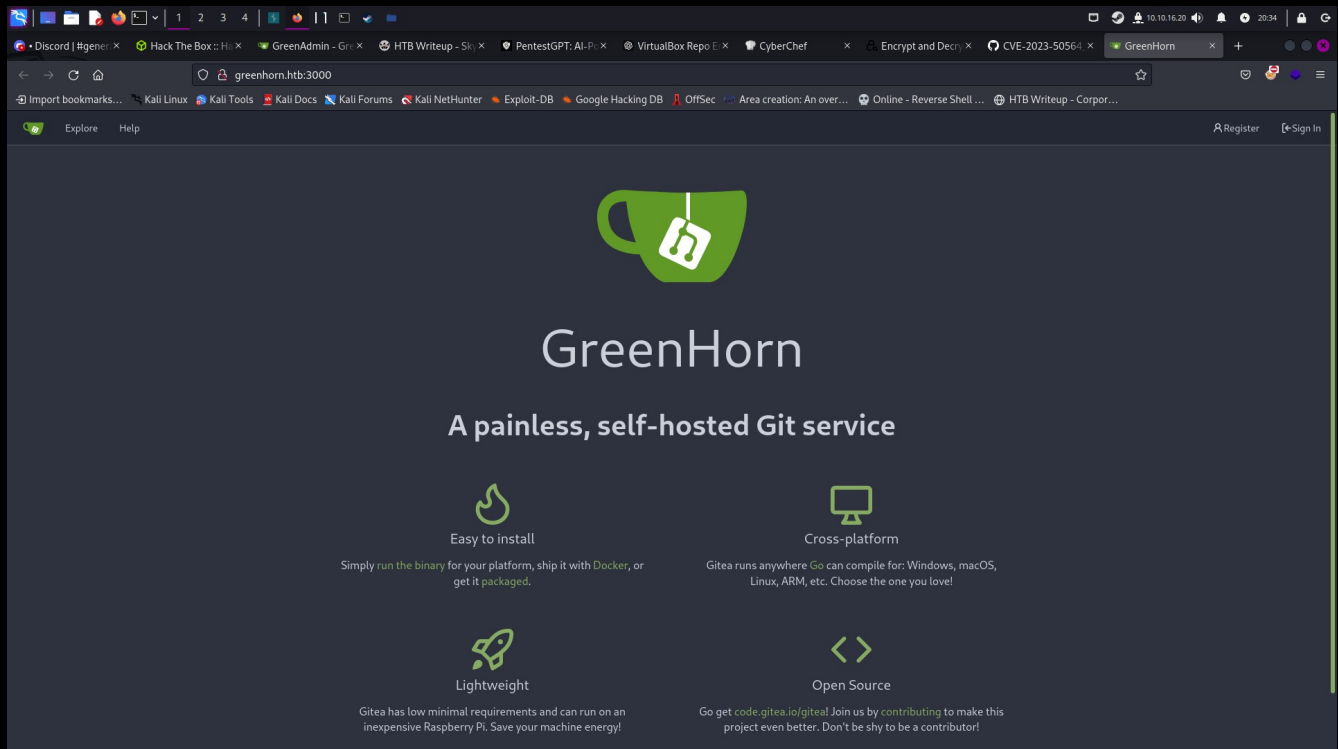 1 2 3 4 10.10.16.20 20:34
• Discord | #gener × Hack The Box :: Ha × GreenAdmin - Gre × HTB Writeup - Sky × PentestGPT: AI-Po × VirtualBox Repo Er × CyberChef × Encrypt and Decry × CVE-2023-50564 × GreenHorn ×
greenhorn.htb:3000
Import bookmarks... Kali Linux Kali Tools Kali Docs Kali Forums Kali NetHunter Exploit-DB Google Hacking DB OffSec Area creation: An over... Online - Reverse Shell ... HTB Writeup - Corpor...
Explore Help Register Sign In
GreenHorn
A painless, self-hosted Git service
Easy to install
Simply run the binary for your platform, ship it with Docker, or
get it packaged.
Cross-platform
Gitea runs anywhere Go can compile for: Windows, macOS,
Linux, ARM, etc. Choose the one you love!
Lightweight
Gitea has low minimal requirements and can run on an
inexpensive Raspberry Pi. Save your machine energy!
Open Source
Go get code.gitea.io/gitea! Join us by contributing to make this
project even better. Don't be shy to be a contributor!